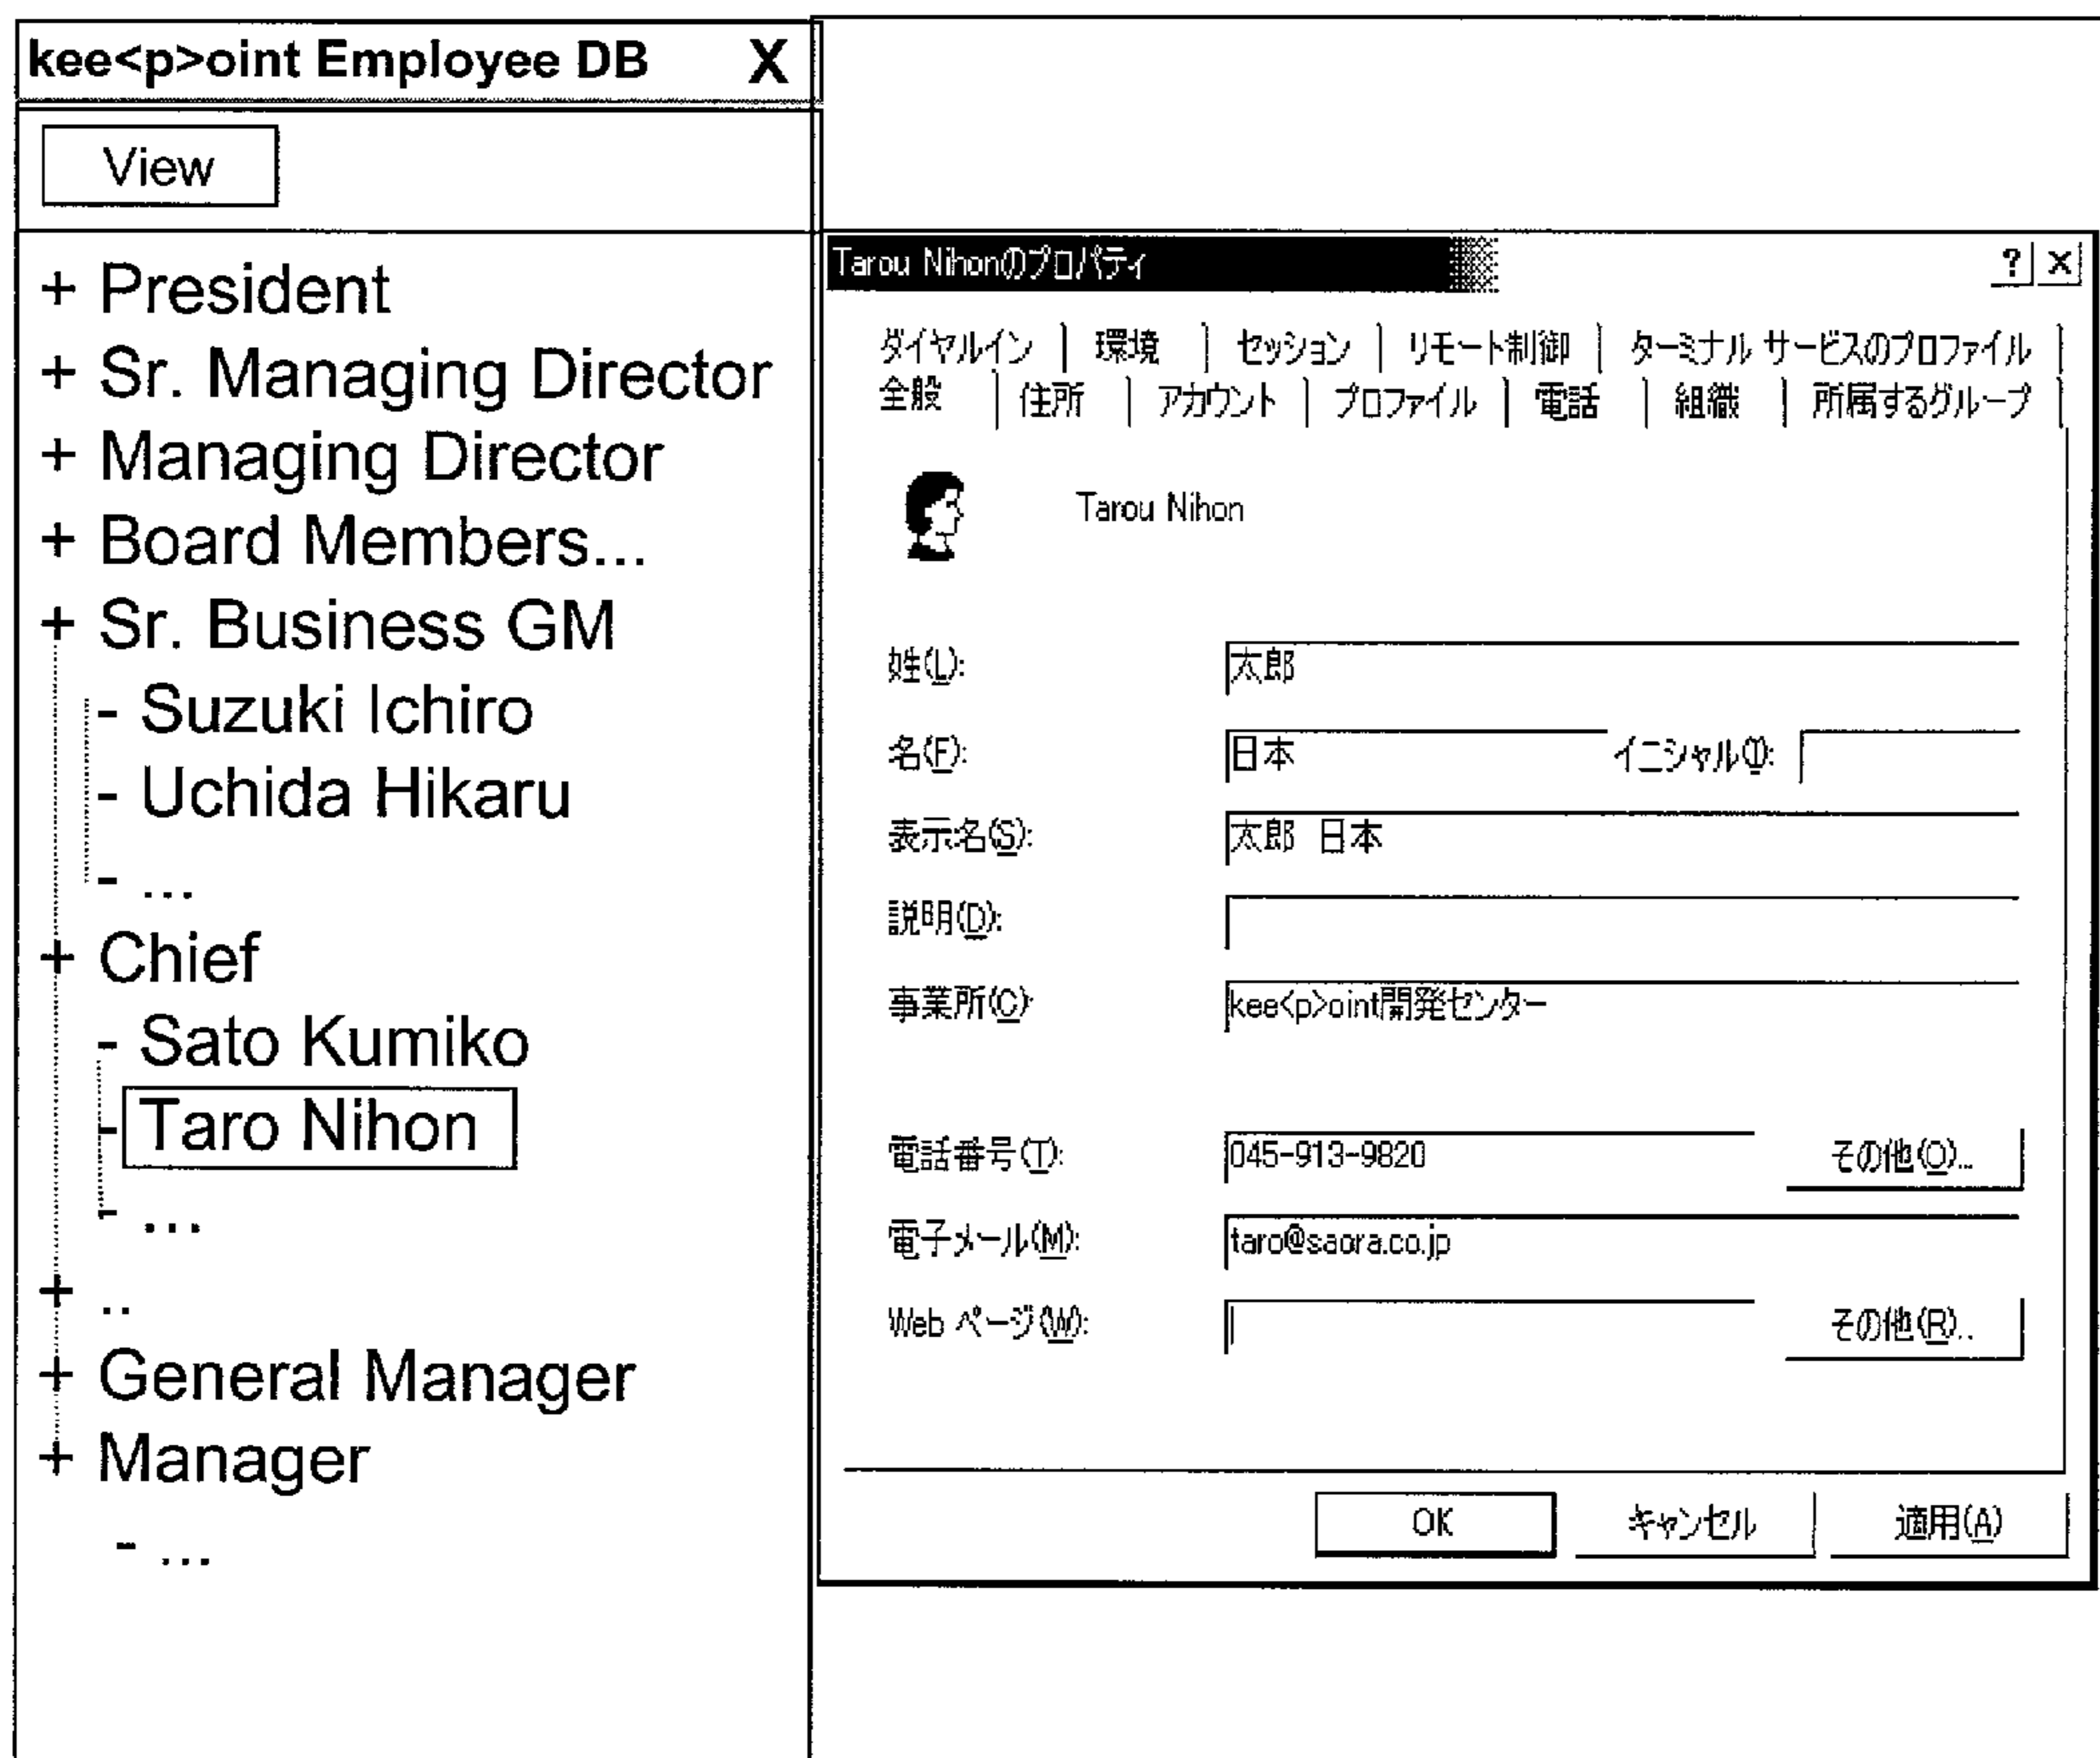 kee<p>oint Employee DB X
View
+ President
+ Sr. Managing Director
+ Managing Director
+ Board Members...
+ Sr. Business GM
- Suzuki Ichiro
- Uchida Hikaru
- ...
+ Chief
- Sato Kumiko
- Taro Nihon
- ...
+ ..
+ General Manager
+ Manager
- ...
Tarou Nihonのプロパティ ? X
ダイヤルイン | 環境 | セッション | リモート制御 | ターミナル サービスのプロファイル |
全般 | 住所 | アカウント | プロファイル | 電話 | 組織 | 所属するグループ |
Tarou Nihon
姓(L): 太郎
名(F): 日本 イニシャル(I):
表示名(S): 太郎 日本
説明(D):
事業所(C): kee<p>oint開発センター
電話番号(T): 045-913-9820 その他(O)...
電子メール(M): taro@saora.co.jp
Web ページ(W): その他(R)..
OK キャンセル 適用(A)